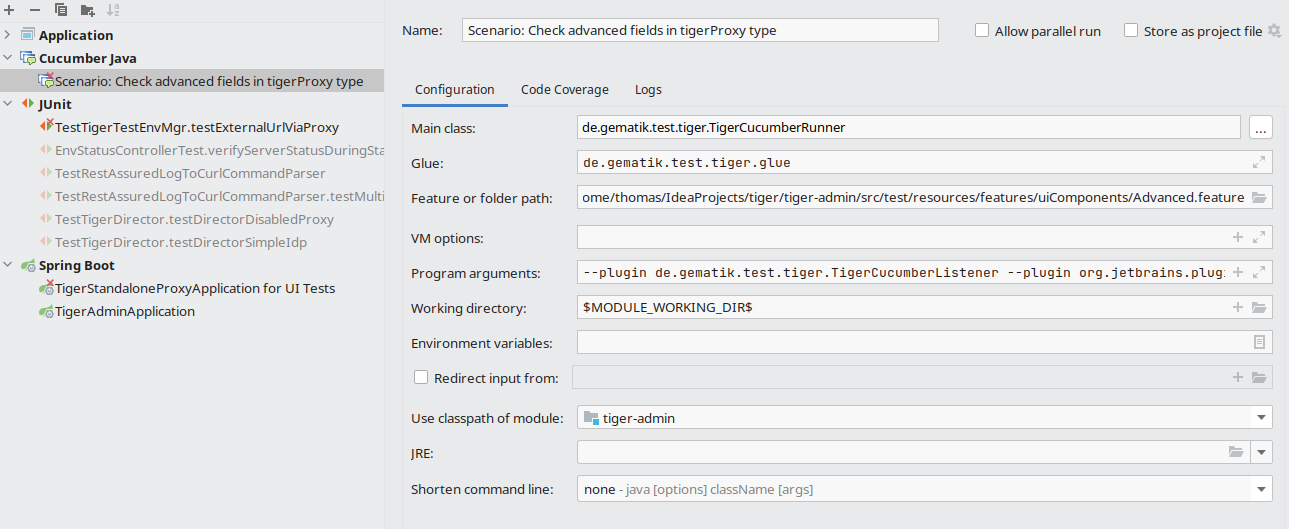 Application
Cucumber Java
Scenario: Check advanced fields in tigerProxy type
JUnit
TestTigerTestEnvMgr.testExternalUrlViaProxy
EnvStatusControllerTest.verifyServerStatusDuringSta
TestRestAssuredLogToCurlCommandParser
TestRestAssuredLogToCurlCommandParser.testMulti
TestTigerDirector.testDirectorDisabledProxy
TestTigerDirector.testDirectorSimpleIdp
Spring Boot
TigerStandaloneProxyApplication for UI Tests
TigerAdminApplication
Name: Scenario: Check advanced fields in tigerProxy type Allow parallel run Store as project file
Configuration Code Coverage Logs
Main class: de.gematik.test.tiger.TigerCucumberRunner ...
Glue: de.gematik.test.tiger.glue
Feature or folder path: ome/thomas/IdeaProjects/tiger/tiger-admin/src/test/resources/features/uiComponents/Advanced.feature
VM options:
Program arguments: --plugin de.gematik.test.tiger.TigerCucumberListener --plugin org.jetbrains.plugi
Working directory: $MODULE_WORKING_DIR$
Environment variables:
Redirect input from:
Use classpath of module: tiger-admin
JRE:
Shorten command line: none - java [options] className [args]